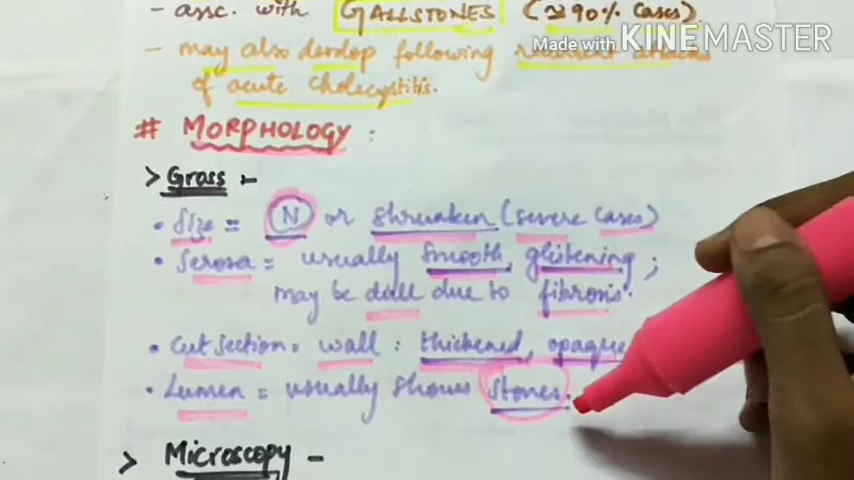 - assc. with GALLSTONES (≥90% cases).
- may also develop following recurrent attacks
of acute cholecystitis.
Made with KINEMASTER
# MORPHOLOGY :
> Gross :-
• Size = N or shrunken (severe cases)
• Serosa = usually smooth, glistening ;
may be dull due to fibrosis.
• Cut section = wall : thickened, opaque
• Lumen = usually shows stones.
> Microscopy -